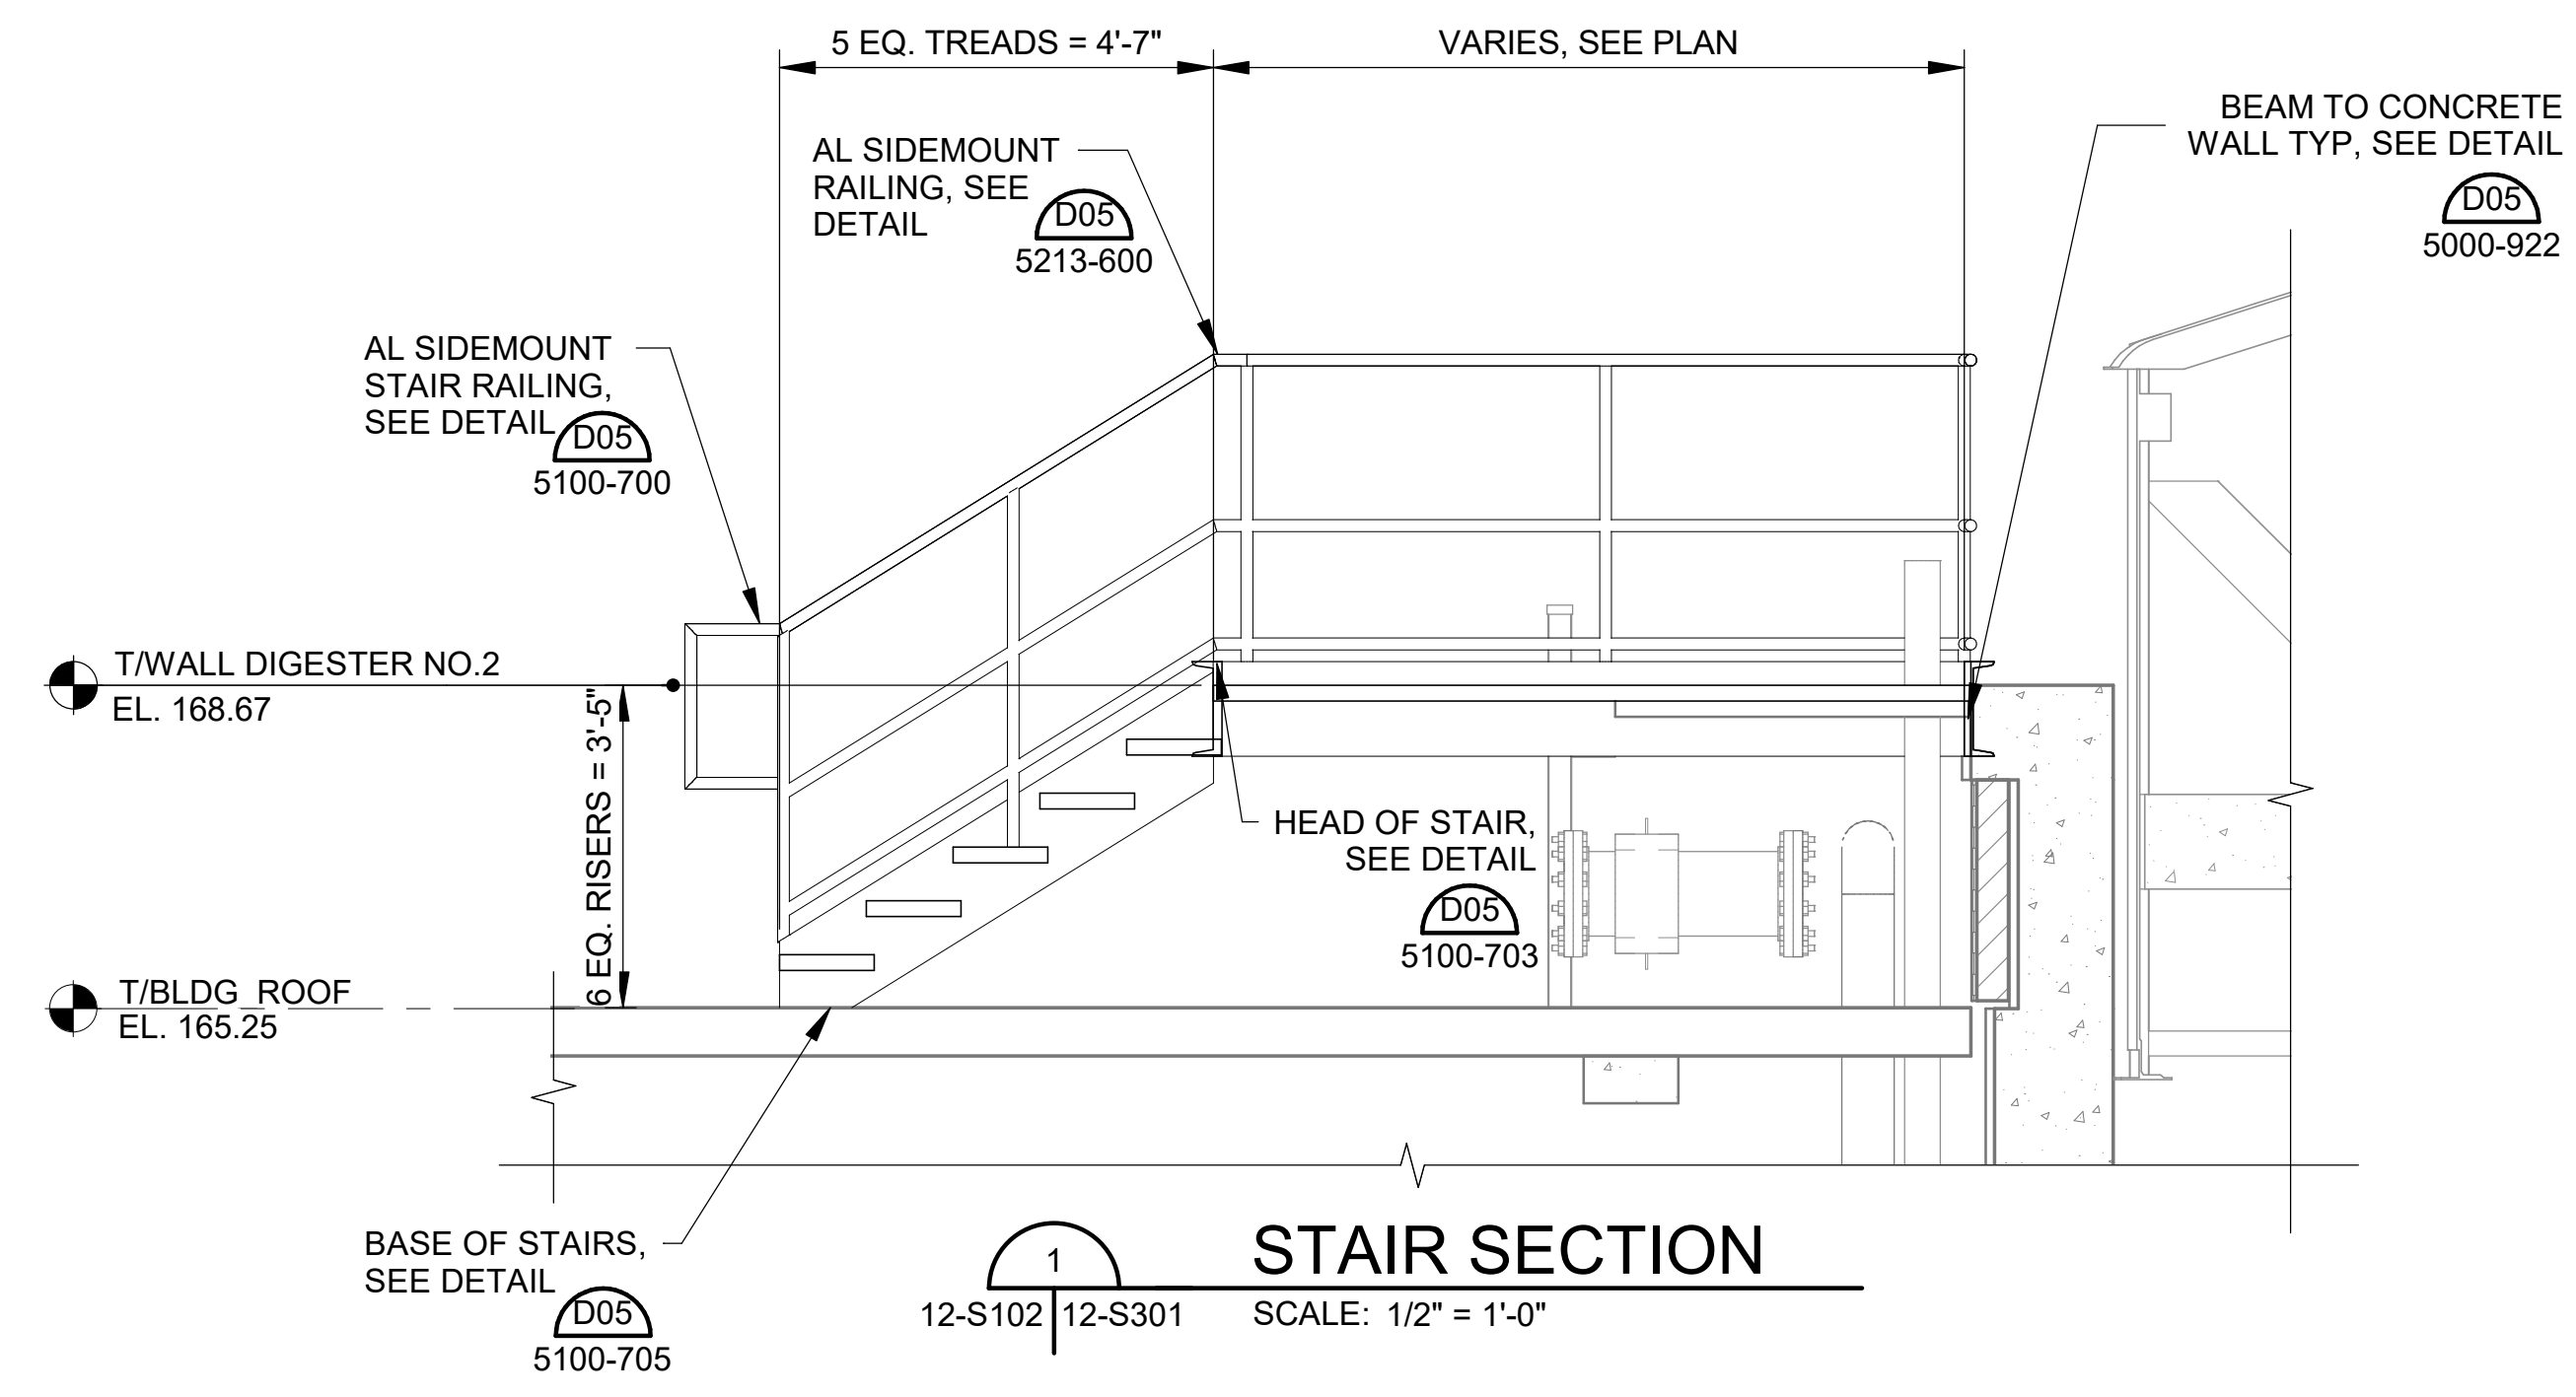 5 EQ. TREADS = 4'-7"
VARIES, SEE PLAN
BEAM TO CONCRETE
WALL TYP, SEE DETAIL
D05
5000-922
AL SIDEMOUNT
RAILING, SEE
DETAIL
D05
5213-600
AL SIDEMOUNT
STAIR RAILING,
SEE DETAIL
D05
5100-700
T/WALL DIGESTER NO.2
EL. 168.67
6 EQ. RISERS = 3'-5"
HEAD OF STAIR,
SEE DETAIL
D05
5100-703
T/BLDG ROOF
EL. 165.25
BASE OF STAIRS,
SEE DETAIL
D05
5100-705
1
12-S102 12-S301
STAIR SECTION
SCALE: 1/2" = 1'-0"